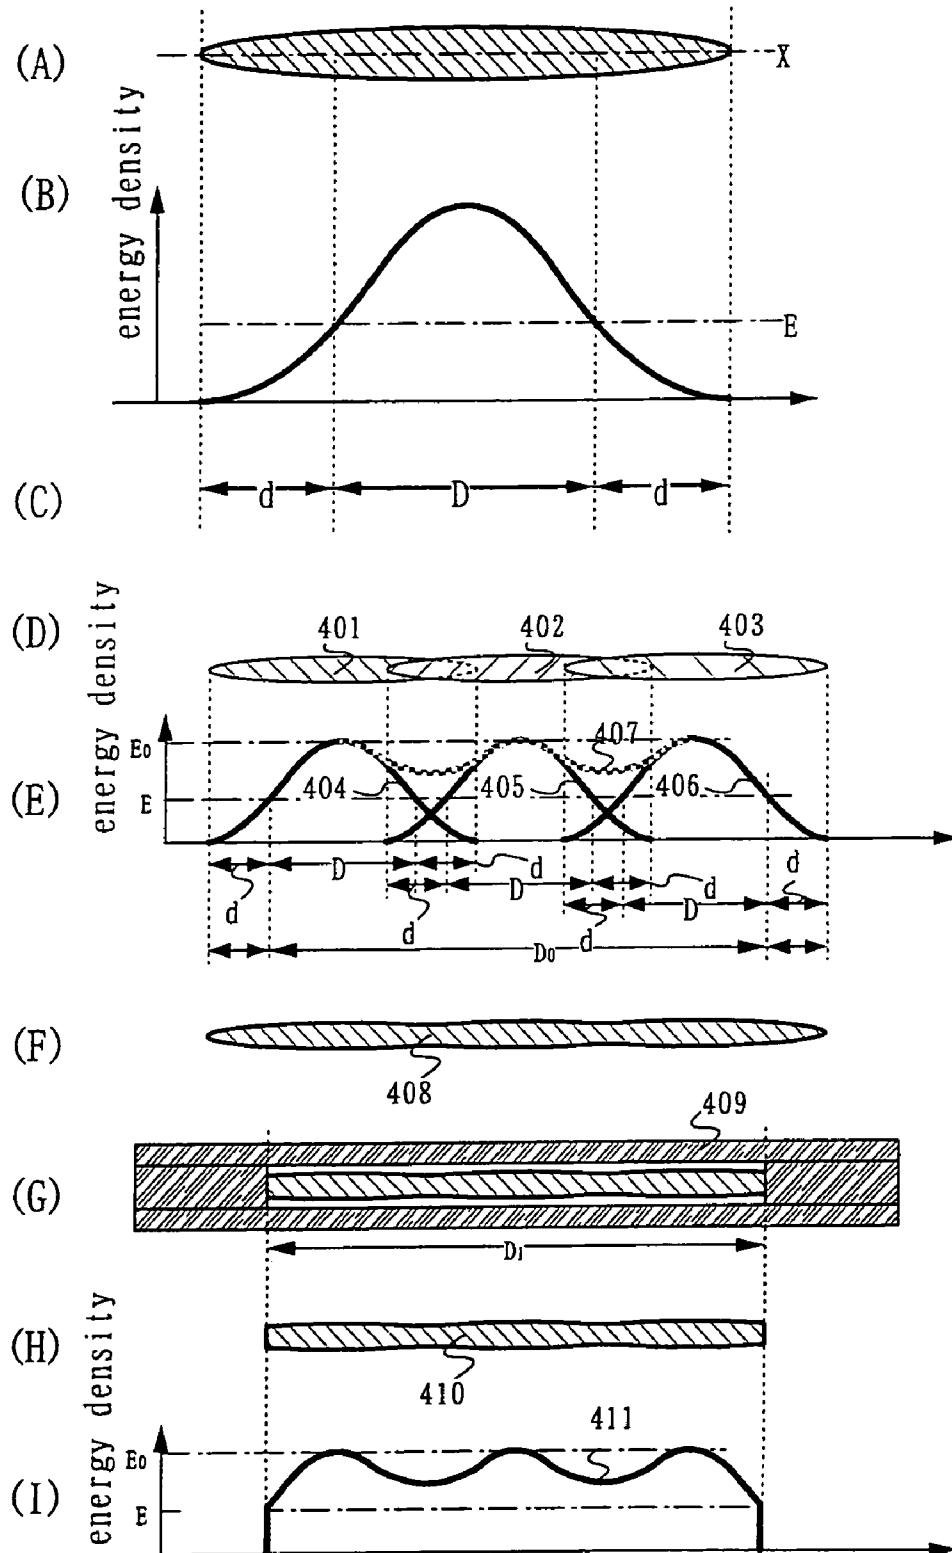 (A)
X
(B)
energy density
E
(C)
d D d
(D)
401 402 403
energy density
(E)
E0
E
404 405 407 406
d D d d D d d D d
D0
(F)
408
409
(G)
D1
(H)
410
energy density
411
(I)
E0
E